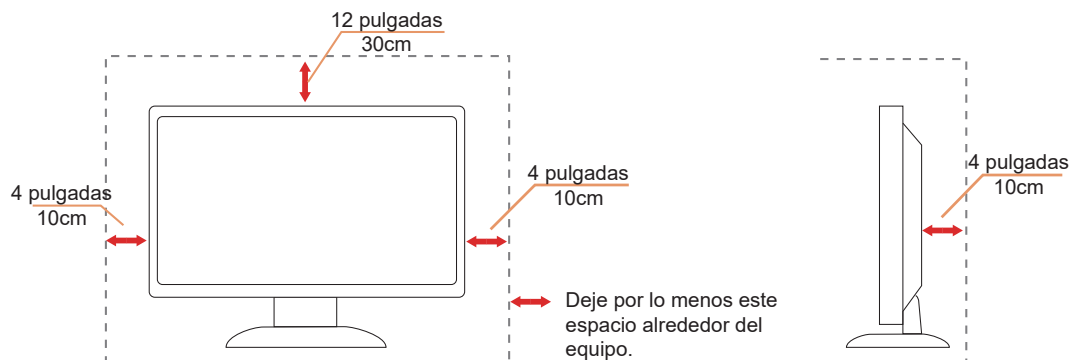 12 pulgadas
30cm
4 pulgadas
10cm
4 pulgadas
10cm
4 pulgadas
10cm
Deje por lo menos este
espacio alrededor del
equipo.